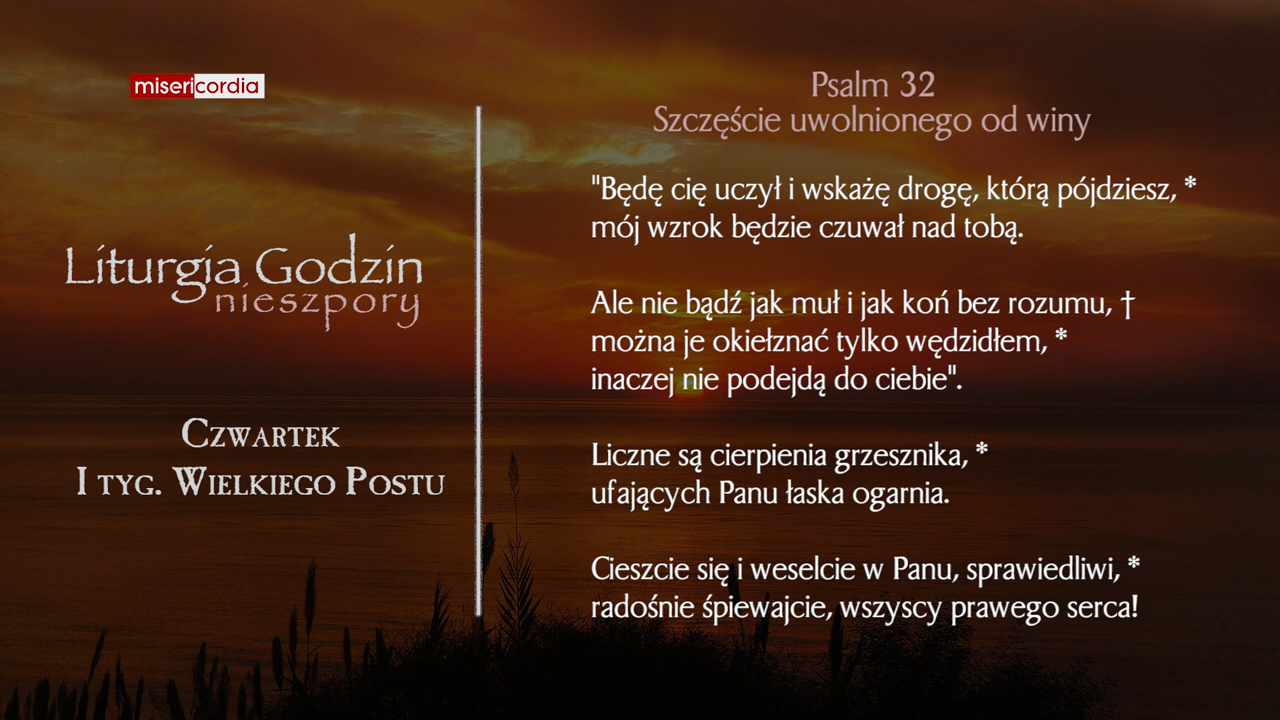 misericordia
Liturgia Godzin
nieszpory
Czwartek
I tyg. Wielkiego Postu
Psalm 32
Szczęście uwolnionego od winy
"Będę cię uczył i wskażę drogę, którą pójdziesz, *
mój wzrok będzie czuwał nad tobą.
Ale nie bądź jak muł i jak koń bez rozumu, †
można je okiełznać tylko wędzidłem, *
inaczej nie podejdą do ciebie".
Liczne są cierpienia grzesznika, *
ufających Panu łaska ogarnia.
Cieszcie się i weselcie w Panu, sprawiedliwi, *
radośnie śpiewajcie, wszyscy prawego serca!